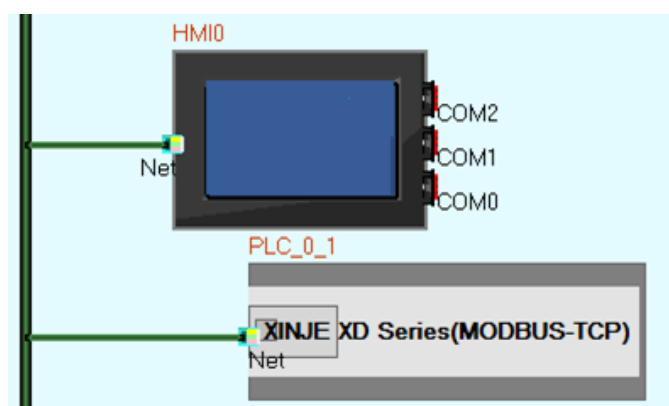 HMI0
COM2
COM1
Net
COM0
PLC_0_1
XINJE XD Series(MODBUS-TCP)
Net